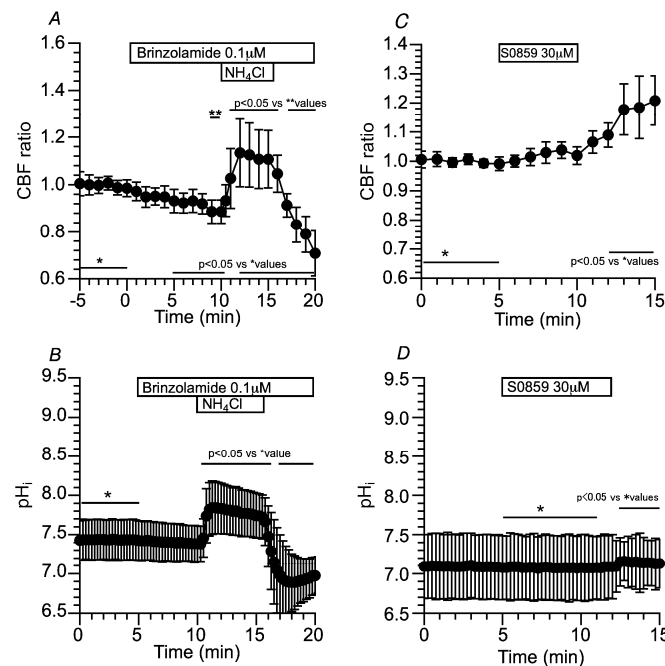 A
Brinzolamide 0.1μM
NH₄Cl
p<0.05 vs **values
**
*
p<0.05 vs *values
CBF ratio
1.6
1.4
1.2
1.0
0.8
0.6
-5 0 5 10 15 20
Time (min)
C
S0859 30μM
*
p<0.05 vs *values
CBF ratio
1.4
1.3
1.2
1.1
1.0
0.9
0.8
0.7
0.6
0 5 10 15
Time (min)
B
Brinzolamide 0.1μM
NH₄Cl
p<0.05 vs *value
*
pHi
9.5
9.0
8.5
8.0
7.5
7.0
6.5
0 5 10 15 20
Time (min)
D
S0859 30μM
p<0.05 vs *values
*
pHi
9.5
9.0
8.5
8.0
7.5
7.0
6.5
0 5 10 15
Time (min)